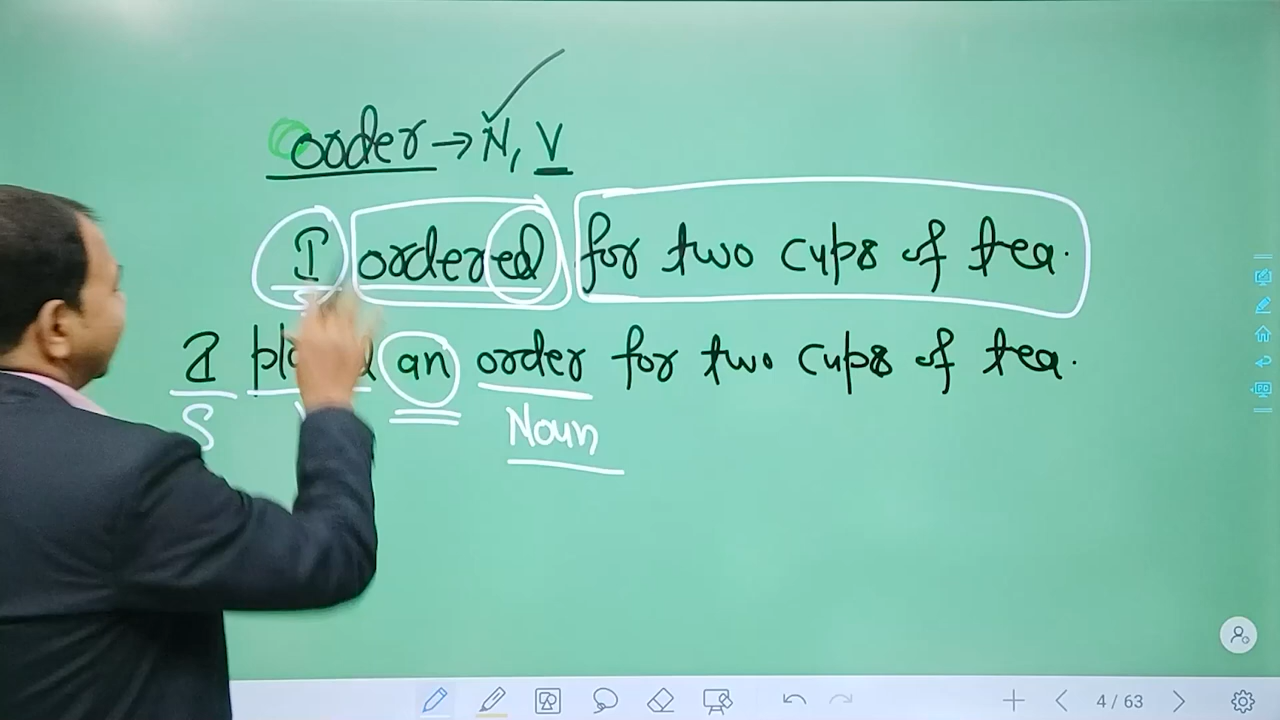 order → N, V
I ordered for two cups of tea.
I an order for two cups of tea.
S
Noun
4 / 63